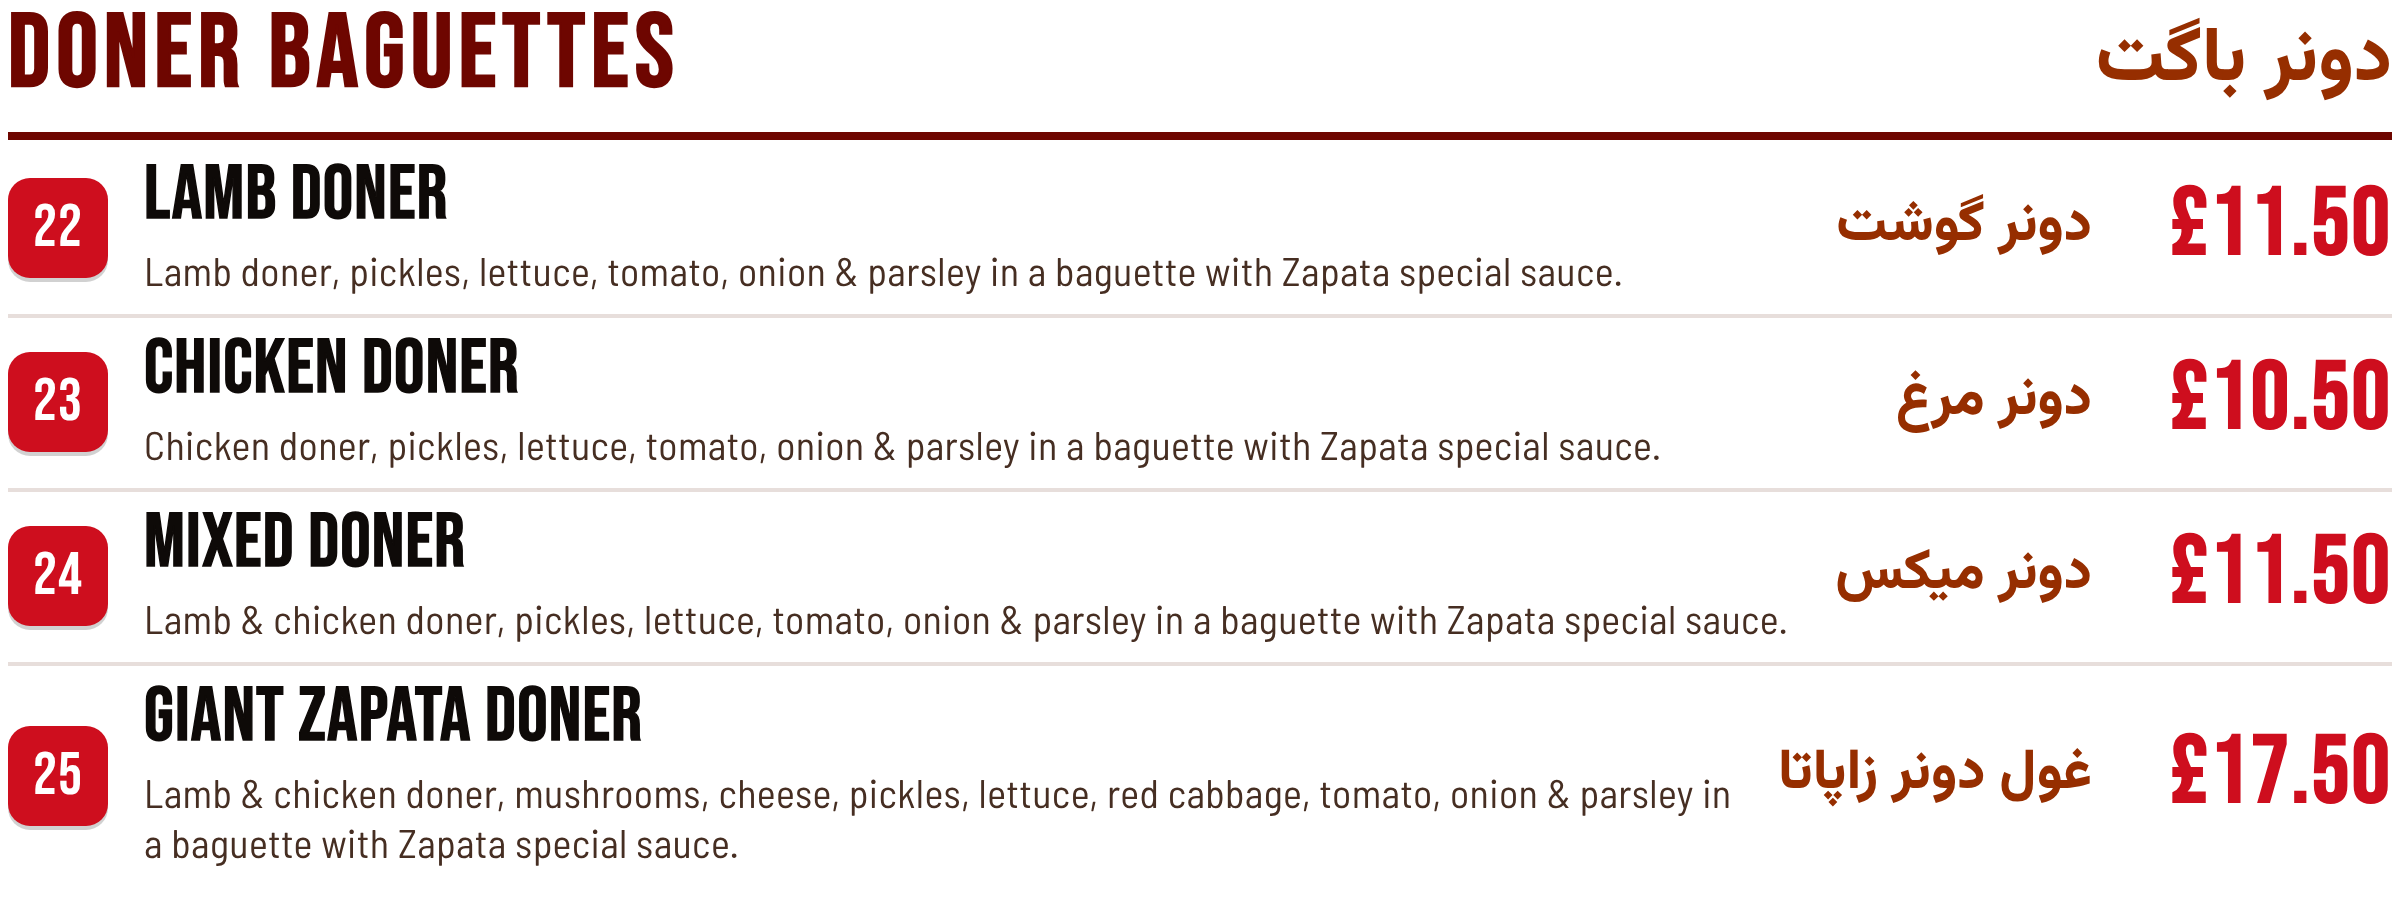 DONER BAGUETTES دونر باگت
22 LAMB DONER دونر گوشت £11.50
Lamb doner, pickles, lettuce, tomato, onion & parsley in a baguette with Zapata special sauce.
23 CHICKEN DONER دونر مرغ £10.50
Chicken doner, pickles, lettuce, tomato, onion & parsley in a baguette with Zapata special sauce.
24 MIXED DONER دونر میکس £11.50
Lamb & chicken doner, pickles, lettuce, tomato, onion & parsley in a baguette with Zapata special sauce.
25 GIANT ZAPATA DONER غول دونر زاپاتا £17.50
Lamb & chicken doner, mushrooms, cheese, pickles, lettuce, red cabbage, tomato, onion & parsley in
a baguette with Zapata special sauce.